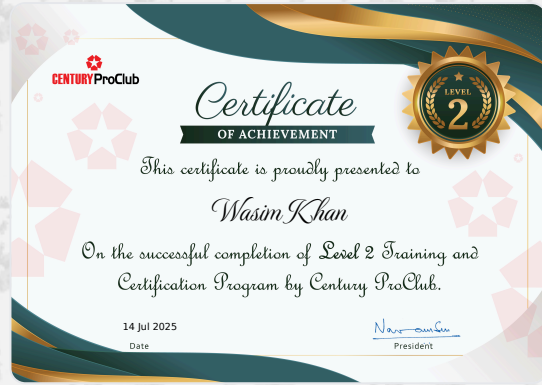 CENTURY ProClub
Certificate
OF ACHIEVEMENT
LEVEL
2
This certificate is proudly presented to
Wasim Khan
On the successful completion of Level 2 Training and
Certification Program by Century ProClub.
14 Jul 2025
Date
President